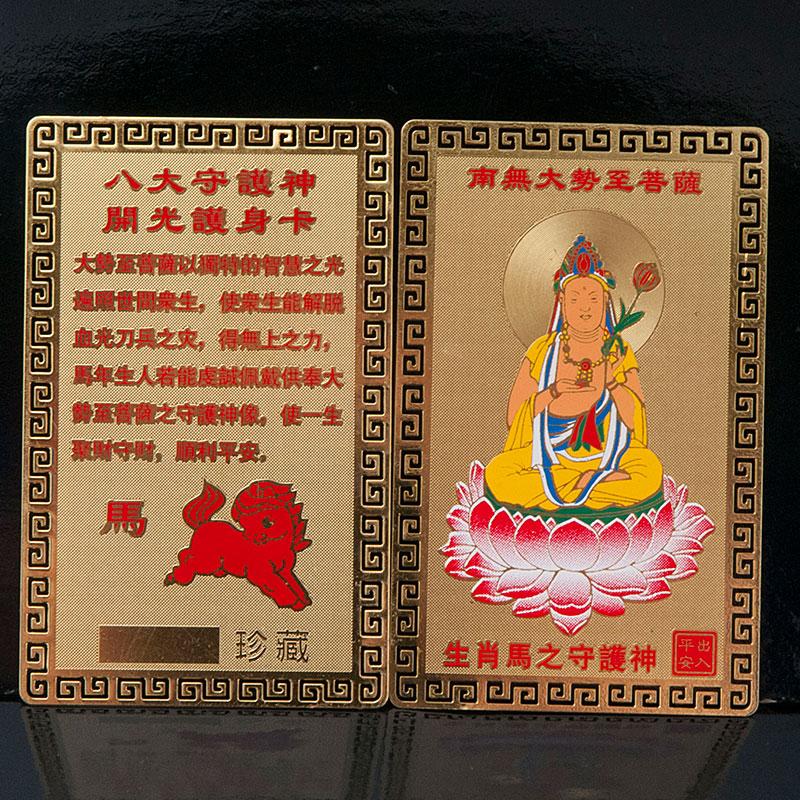 八大守護神
開光護身卡
大勢至菩薩以獨特的智慧之光
遠照世間衆生，使衆生能解脱
血光刀兵之灾，得無上之力，
馬年生人若能虔誠佩戴供奉大
勢至菩薩之守護神像，使一生
聚財守财，順利平安。
馬
珍藏
南無大勢至菩薩
生肖馬之守護神
出入
平安